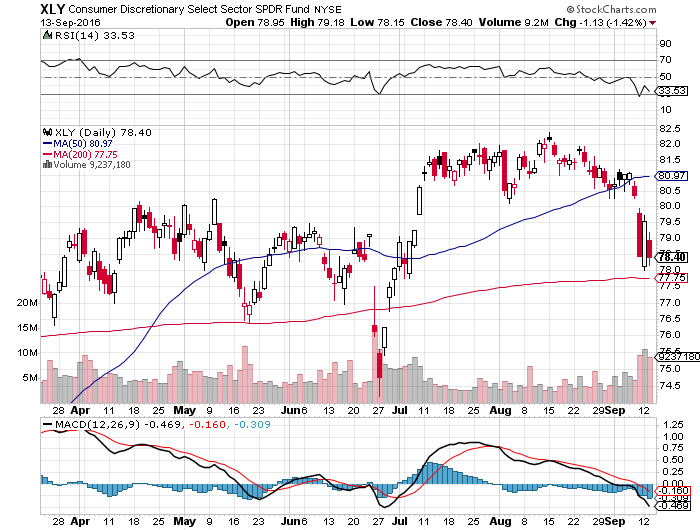 XLY Consumer Discretionary Select Sector SPDR Fund NYSE © StockCharts.com
13-Sep-2016 Open 78.95 High 79.18 Low 78.15 Close 78.40 Volume 9.2M Chg -1.13 (-1.42%)
RSI(14) 33.53
90
70
50
33.53
30
10
XLY (Daily) 78.40
MA(50) 80.97
MA(200) 77.75
Volume 9,237,180
82.5
82.0
81.5
81.0
80.97
80.5
80.0
79.5
79.0
78.5
78.40
78.0
77.75
77.5
77.0
76.5
76.0
75.5
9237180
75.0
74.5
20M
15M
10M
5M
28 Apr 11 18 25 May 9 16 23 Jun 6 13 20 27 Jul 11 18 25 Aug 8 15 22 29 Sep 12
MACD(12,26,9) -0.469, -0.160, -0.309
1.25
1.00
0.75
0.50
0.25
0.00
-0.160
-0.309
-0.469
28 Apr 11 18 25 May 9 16 23 Jun 6 13 20 27 Jul 11 18 25 Aug 8 15 22 29 Sep 12